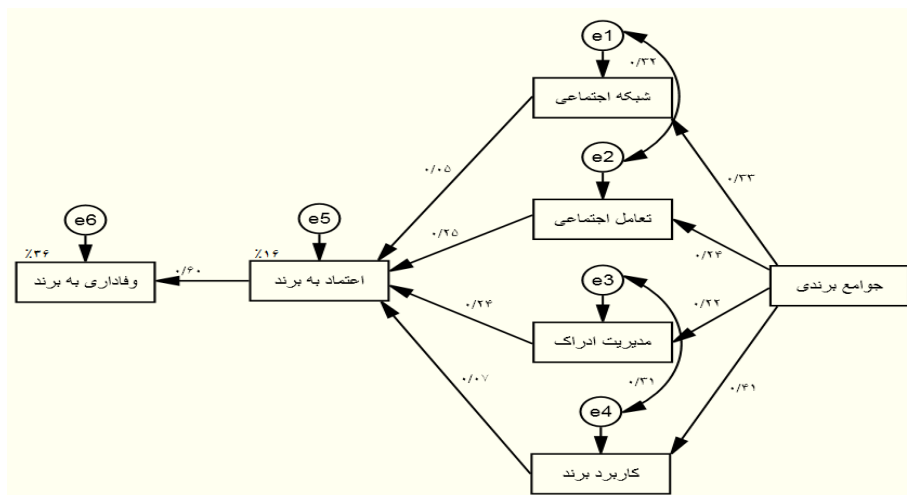 e1
۰/۳۲
شبکه اجتماعی
e2
۰/۰۵
۰/۳۳
تعامل اجتماعی
e6
e5
۰/۲۵
۰/۲۴
٪۳۶
٪۱۶
وفاداری به برند
۰/۶۰
اعتماد به برند
e3
جوامع برندی
۰/۲۴
۰/۲۲
مدیریت ادراک
۰/۳۱
۰/۰۷
۰/۴۱
e4
کاربرد برند